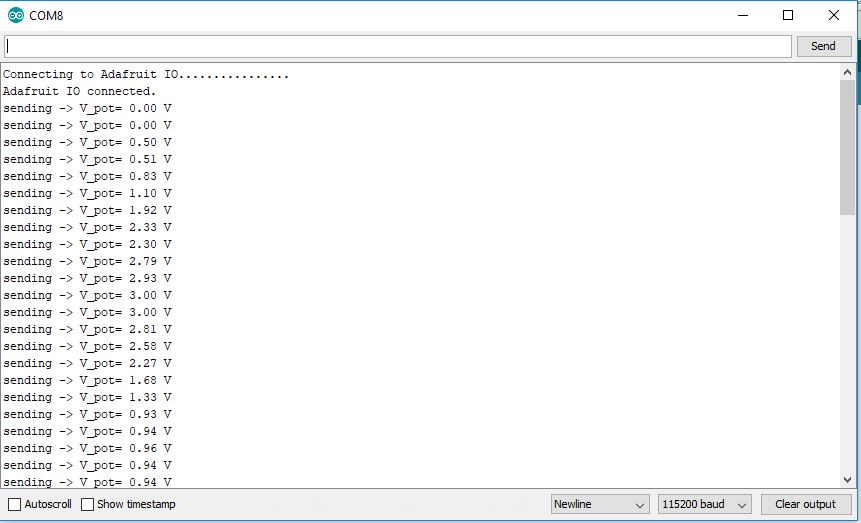 COM8
Send
Connecting to Adafruit IO................
Adafruit IO connected.
sending -> V_pot= 0.00 V
sending -> V_pot= 0.00 V
sending -> V_pot= 0.50 V
sending -> V_pot= 0.51 V
sending -> V_pot= 0.83 V
sending -> V_pot= 1.10 V
sending -> V_pot= 1.92 V
sending -> V_pot= 2.33 V
sending -> V_pot= 2.30 V
sending -> V_pot= 2.79 V
sending -> V_pot= 2.93 V
sending -> V_pot= 3.00 V
sending -> V_pot= 3.00 V
sending -> V_pot= 2.81 V
sending -> V_pot= 2.58 V
sending -> V_pot= 2.27 V
sending -> V_pot= 1.68 V
sending -> V_pot= 1.33 V
sending -> V_pot= 0.93 V
sending -> V_pot= 0.94 V
sending -> V_pot= 0.96 V
sending -> V_pot= 0.94 V
sending -> V_pot= 0.94 V
Autoscroll Show timestamp Newline 115200 baud Clear output